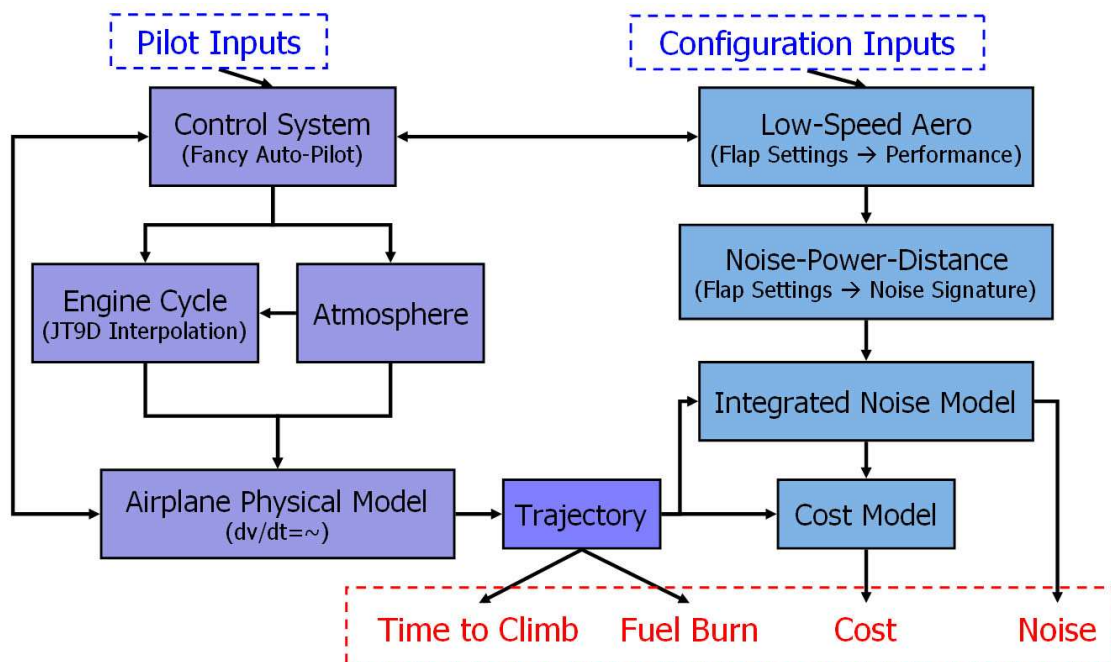 Pilot Inputs
Configuration Inputs
Control System
(Fancy Auto-Pilot)
Low-Speed Aero
(Flap Settings → Performance)
Noise-Power-Distance
(Flap Settings → Noise Signature)
Engine Cycle
(JT9D Interpolation)
Atmosphere
Integrated Noise Model
Airplane Physical Model
(dv/dt=~)
Trajectory
Cost Model
Time to Climb
Fuel Burn
Cost
Noise